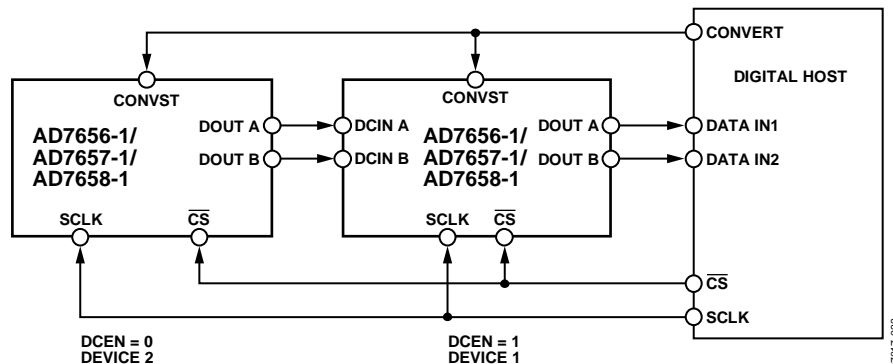 CONVERT
DIGITAL HOST
CONVST
CONVST
AD7656-1/
AD7657-1/
AD7658-1
DOUT A
DOUT B
DCIN A
DCIN B
AD7656-1/
AD7657-1/
AD7658-1
DOUT A
DOUT B
DATA IN1
DATA IN2
SCLK
CS
SCLK
CS
CS
SCLK
DCEN = 0
DEVICE 2
DCEN = 1
DEVICE 1